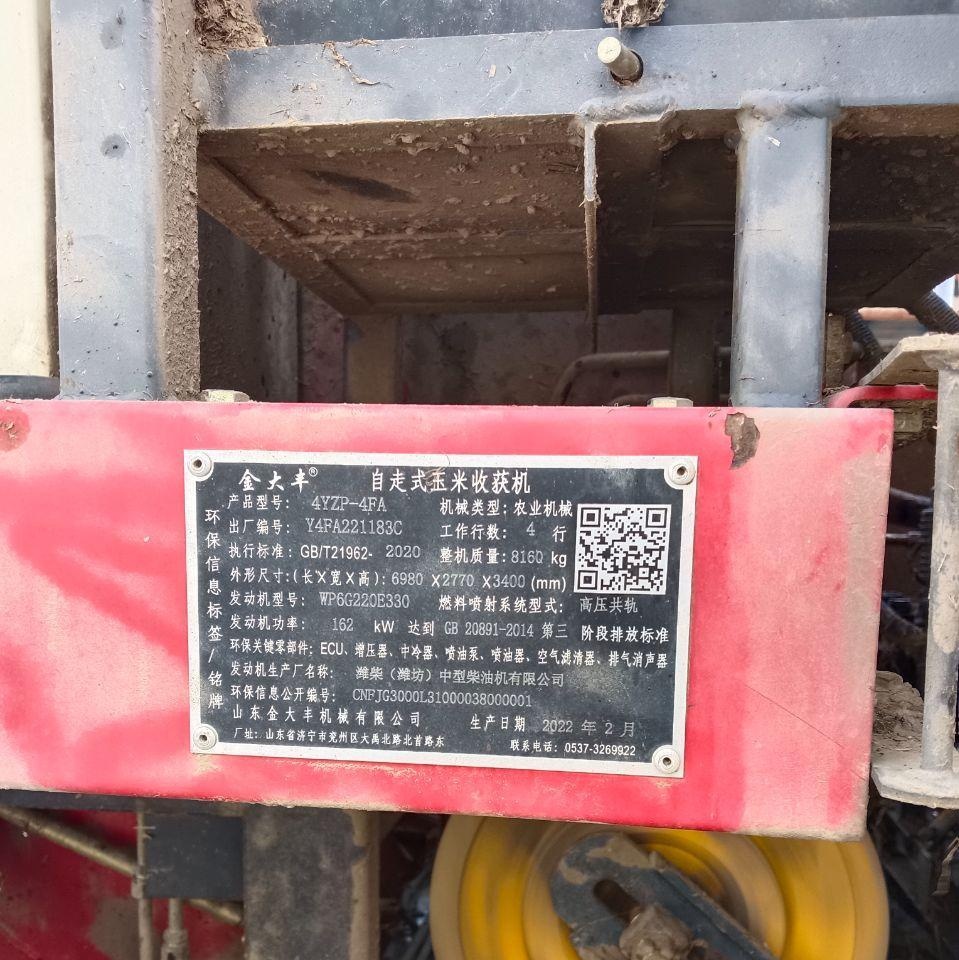 金大丰® 自走式玉米收获机
产品型号: 4YZP-4FA 机械类型: 农业机械
出厂编号: Y4FA221183C 工作行数: 4 行
执行标准: GB/T21962- 2020 整机质量: 8160 kg
外形尺寸:(长X宽X高): 6980 X2770 X3400 (mm)
发动机型号: WP6G220E330 燃料喷射系统型式: 高压共轨
发动机功率: 162 kW 达到 GB 20891-2014 第三 阶段排放标准
环保关键零部件: ECU、增压器、中冷器、喷油泵、喷油器、空气滤清器、排气消声器
发动机生产厂名称: 潍柴(潍坊)中型柴油机有限公司
环保信息公开编号: CNFJG3000L31000038000001
山东金大丰机械有限公司 生产日期 2022 年 2 月
厂址: 山东省济宁市兖州区大禹北路北首路东 联系电话: 0537-3269922
环保信息标签/铭牌